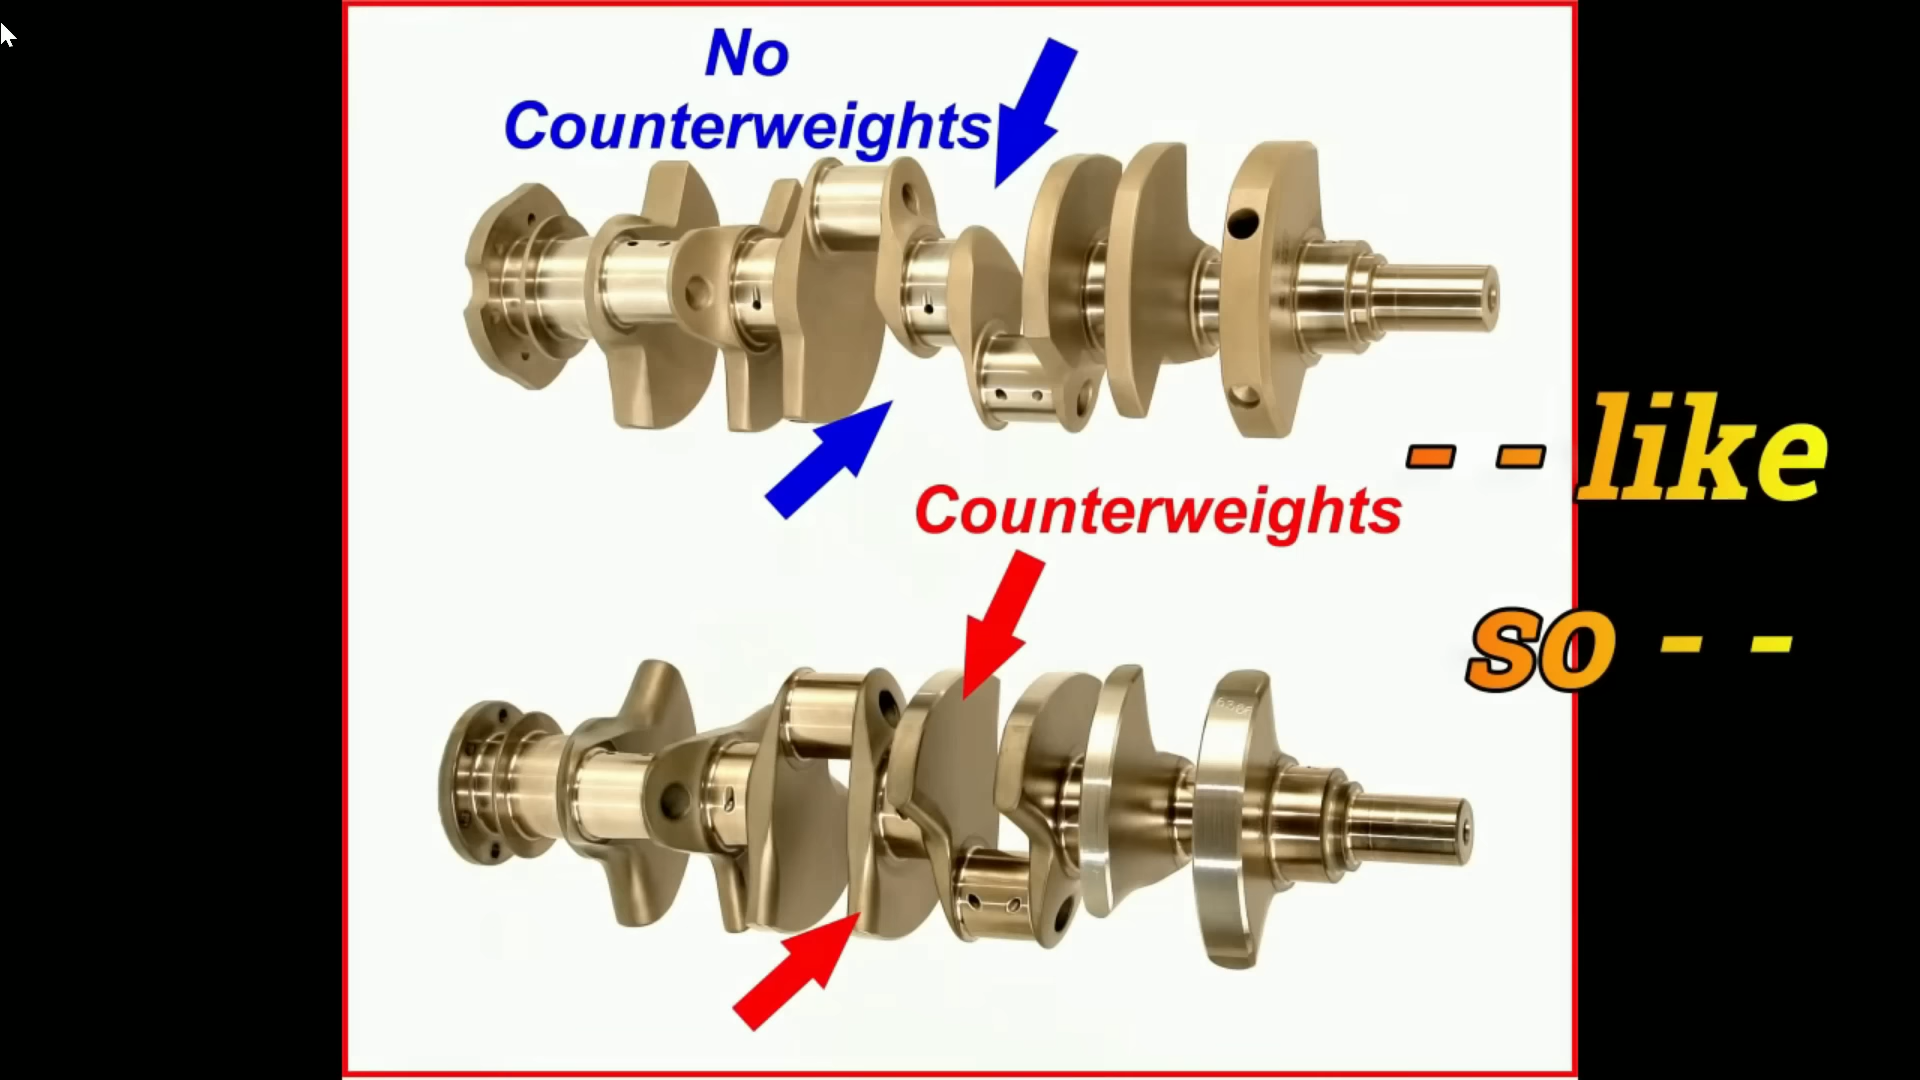 No
Counterweights
- - like
Counterweights
so - -